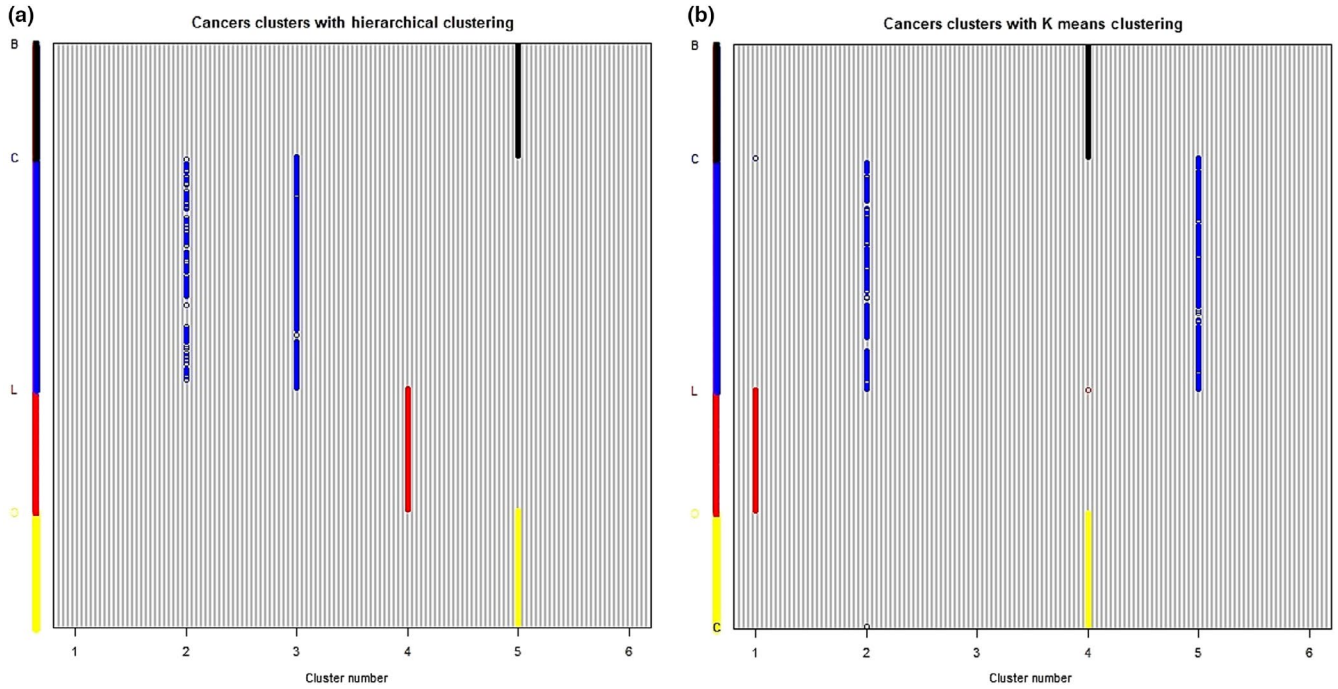 (a)
Cancers clusters with hierarchical clustering
B
C
L
O
1 2 3 4 5 6
Cluster number
(b)
Cancers clusters with K means clustering
B
C
L
O
C
1 2 3 4 5 6
Cluster number